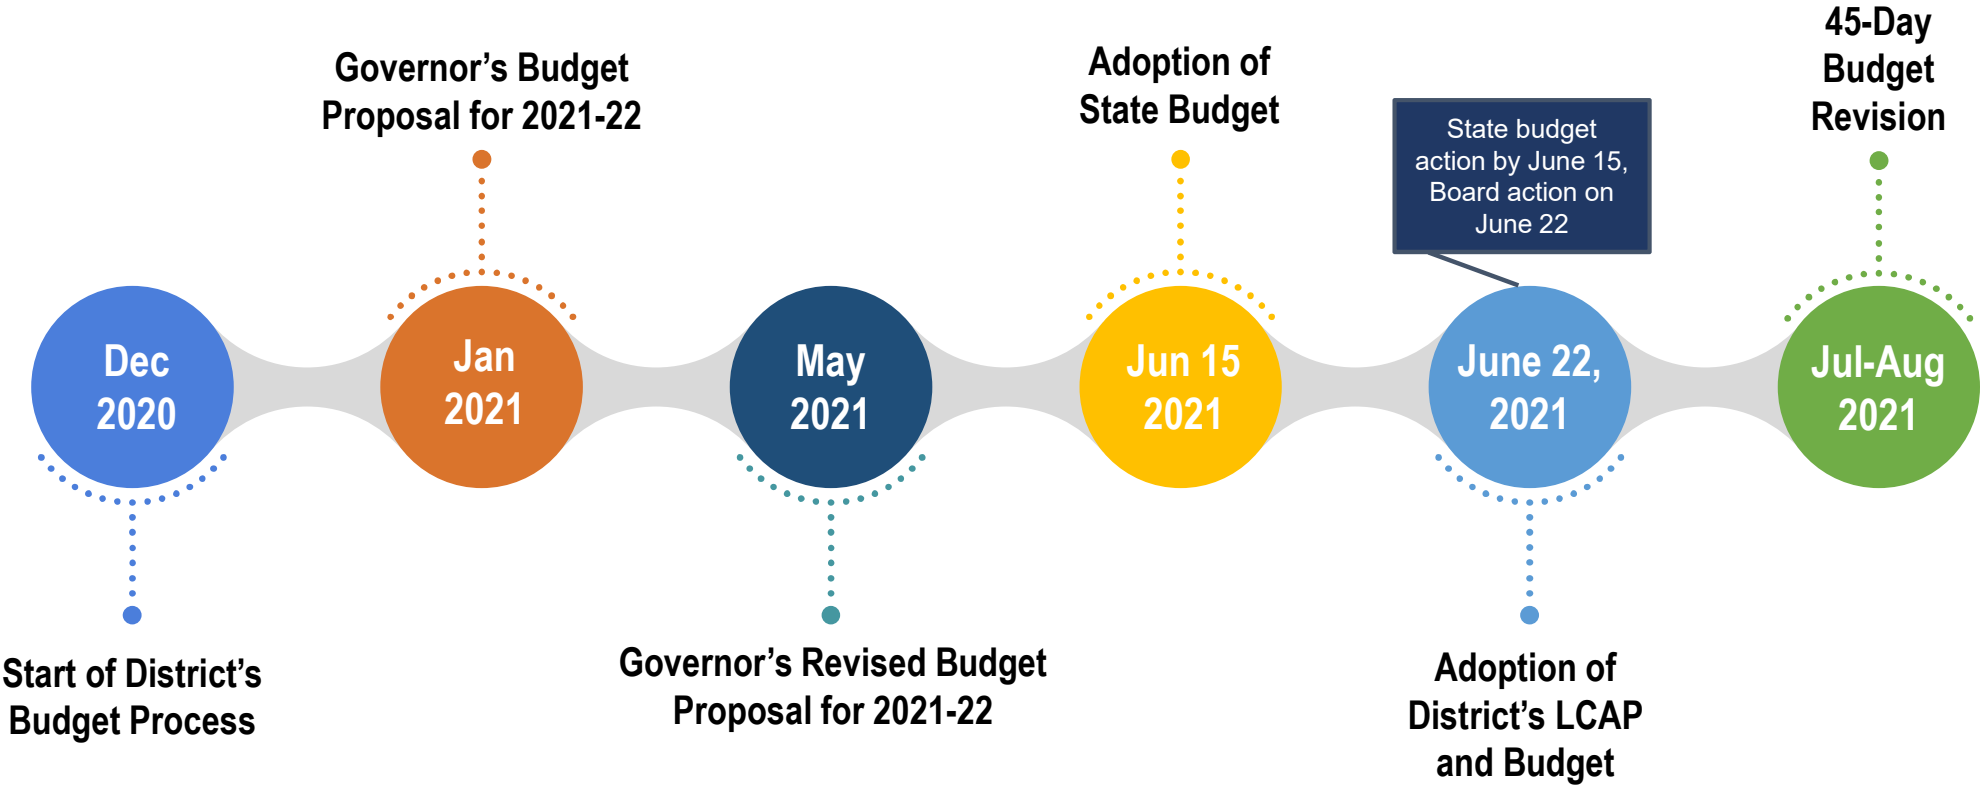 Governor’s Budget
Proposal for 2021-22
Adoption of
State Budget
State budget
action by June 15,
Board action on
June 22
45-Day
Budget
Revision
Dec
2020
Jan
2021
May
2021
Jun 15
2021
June 22,
2021
Jul-Aug
2021
Start of District’s
Budget Process
Governor’s Revised Budget
Proposal for 2021-22
Adoption of
District’s LCAP
and Budget